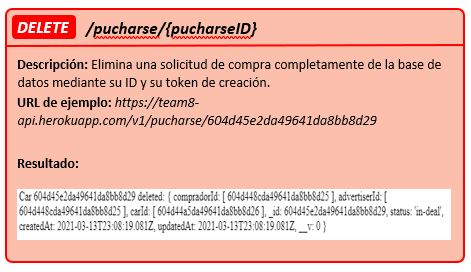 DELETE /pucharse/{pucharseID}
Descripción: Elimina una solicitud de compra completamente de la base de
datos mediante su ID y su token de creación.
URL de ejemplo: https://team8-
api.herokuapp.com/v1/pucharse/604d45e2da49641da8bb8d29
Resultado:
Car 604d45e2da49641da8bb8d29 deleted: { compradorId: [ 604d448cda49641da8bb8d25 ], advertiserId: [
604d448cda49641da8bb8d25 ], carId: [ 604d44a5da49641da8bb8d26 ], _id: 604d45e2da49641da8bb8d29, status: 'in-deal',
createdAt: 2021-03-13T23:08:19.081Z, updatedAt: 2021-03-13T23:08:19.081Z, __v: 0 }